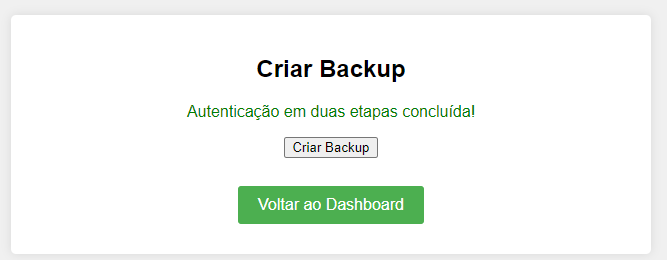 Criar Backup
Autenticação em duas etapas concluída!
Criar Backup
Voltar ao Dashboard